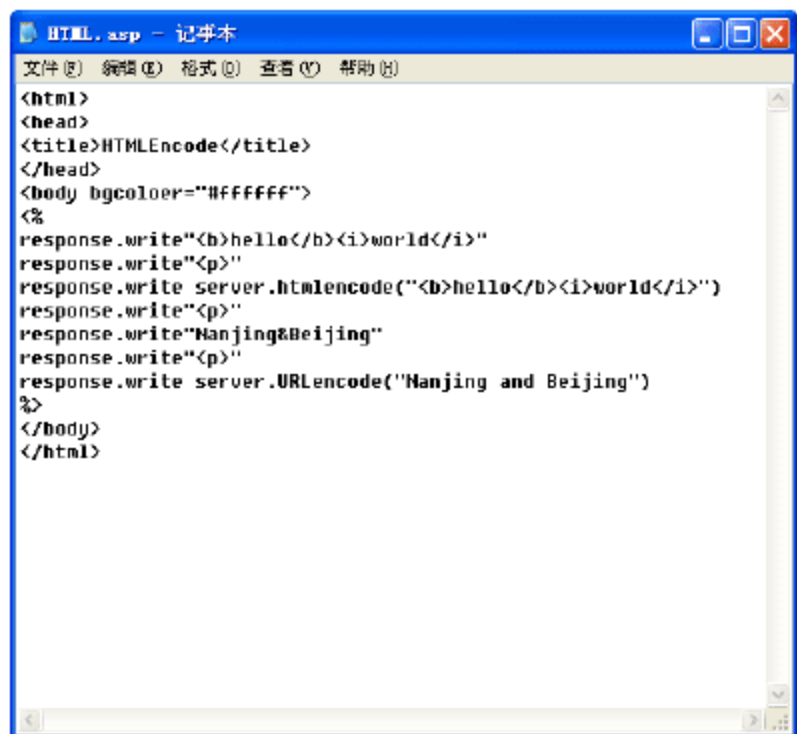 HTML.asp - 记事本
文件(F) 编辑(E) 格式(O) 查看(V) 帮助(H)
<html>
<head>
<title>HTMLEncode</title>
</head>
<body bgcoloer="#ffffff">
<%
response.write"<b>hello</b><i>world</i>"
response.write"<p>"
response.write server.htmlencode("<b>hello</b><i>world</i>")
response.write"<p>"
response.write"Nanjing&Beijing"
response.write"<p>"
response.write server.URLencode("Nanjing and Beijing")
%>
</body>
</html>